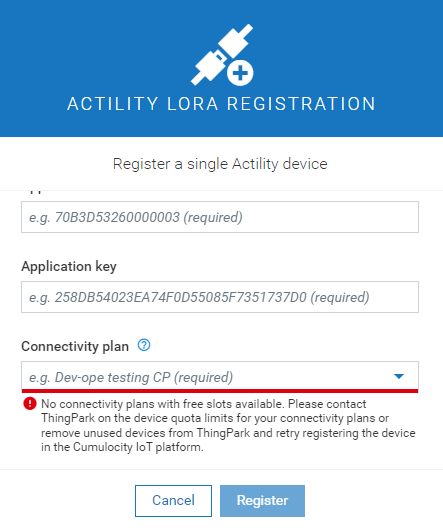 ACTILITY LORA REGISTRATION
Register a single Actility device
e.g. 70B3D53260000003 (required)
Application key
e.g. 258DB54023EA74F0D55085F7351737D0 (required)
Connectivity plan
e.g. Dev-ope testing CP (required)
No connectivity plans with free slots available. Please contact
ThingPark on the device quota limits for your connectivity plans or
remove unused devices from ThingPark and retry registering the device
in the Cumulocity IoT platform.
Cancel
Register